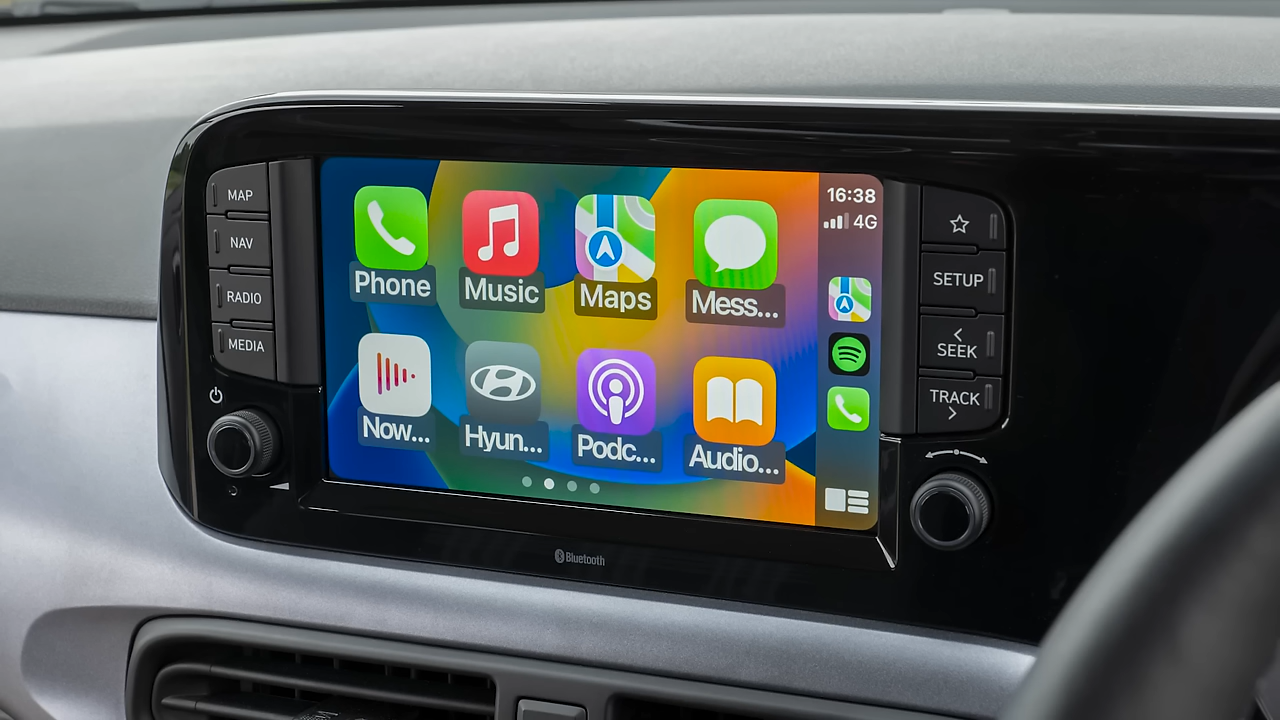 MAP
NAV
RADIO
MEDIA
Phone
Music
Maps
Mess...
Now...
Hyun...
Podc...
Audio...
16:38
4G
SETUP
SEEK
TRACK
Bluetooth